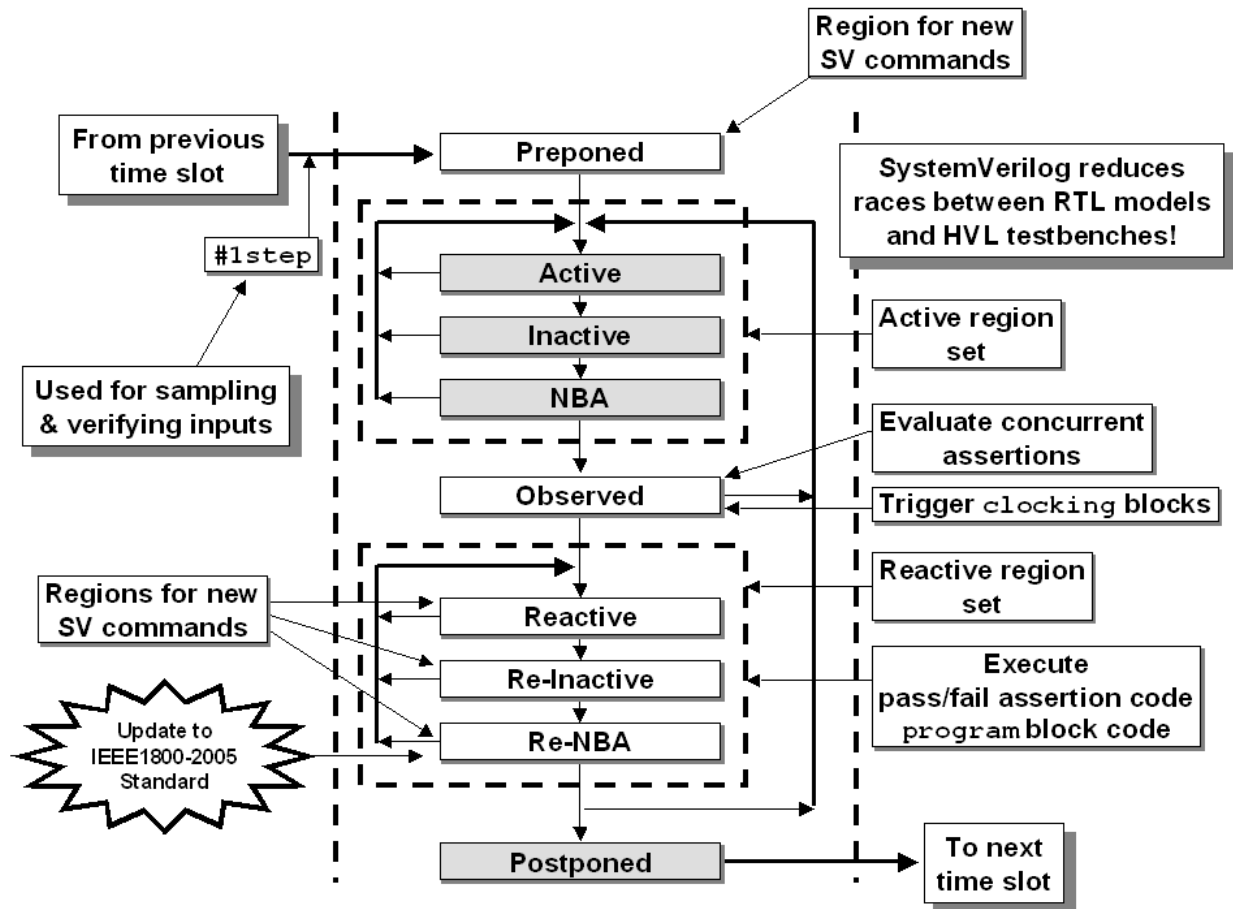 Region for new
SV commands
From previous
time slot
Preponed
SystemVerilog reduces
races between RTL models
and HVL testbenches!
#1step
Active
Inactive
NBA
Active region
set
Used for sampling
& verifying inputs
Evaluate concurrent
assertions
Observed
Trigger clocking blocks
Reactive region
set
Regions for new
SV commands
Reactive
Re-Inactive
Re-NBA
Execute
pass/fail assertion code
program block code
Update to
IEEE1800-2005
Standard
Postponed
To next
time slot